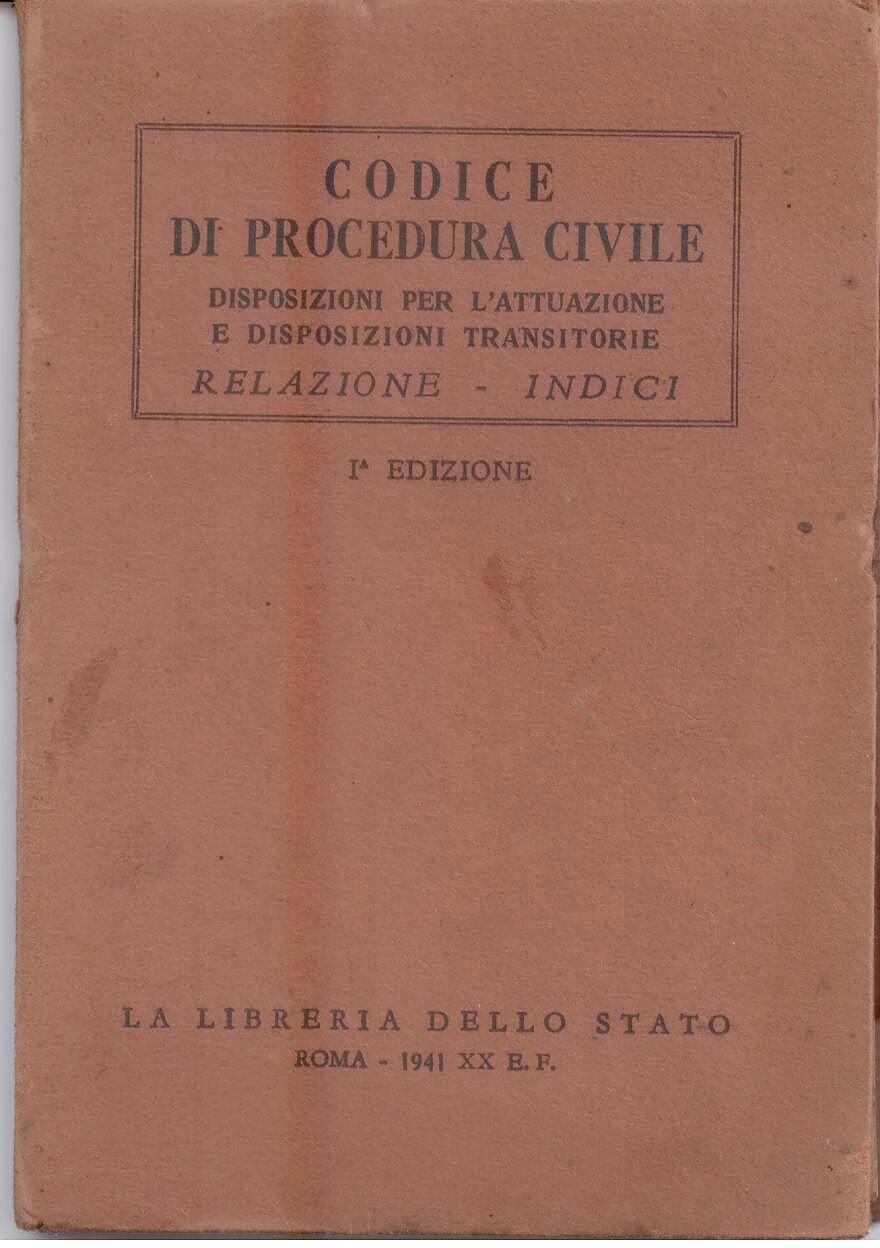 CODICE
DI PROCEDURA CIVILE
DISPOSIZIONI PER L'ATTUAZIONE
E DISPOSIZIONI TRANSITORIE
RELAZIONE - INDICI
Iᴬ EDIZIONE
LA LIBRERIA DELLO STATO
ROMA - 1941 XX E. F.